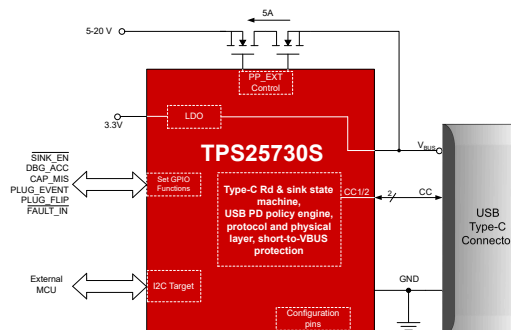 5A
5-20 V
PP_EXT
Control
LDO
3.3V
TPS25730S
VBUS
SINK_EN
DBG_ACC
CAP_MIS
PLUG_EVENT
PLUG_FLIP
FAULT_IN
Set GPIO
Functions
Type-C Rd & sink state
machine,
USB PD policy engine,
protocol and physical
layer, short-to-VBUS
protection
CC1/2
2
CC
USB
Type-C
Connecto
External
MCU
I2C Target
GND
Configuration
pins